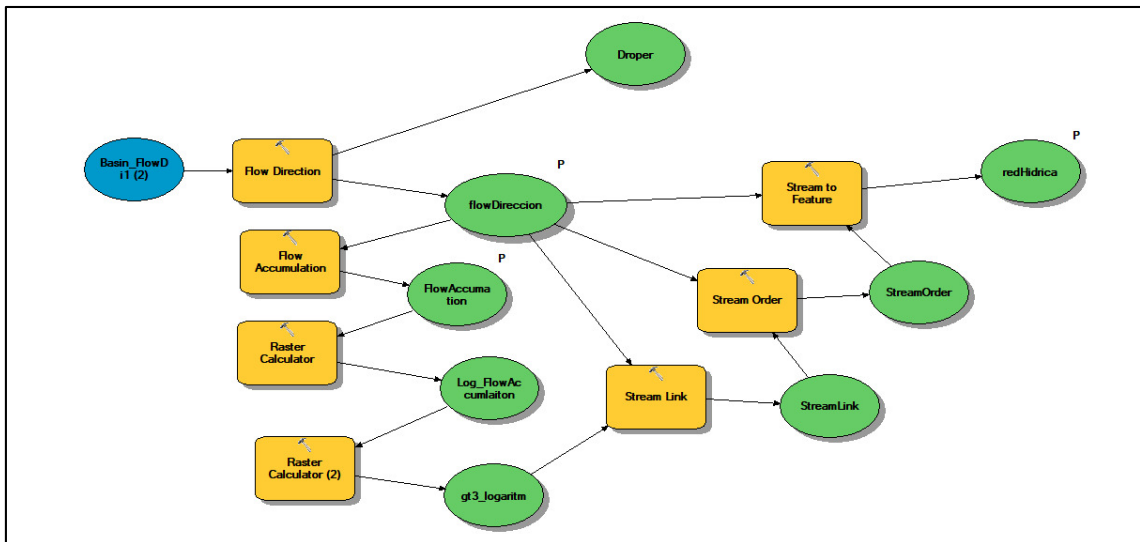 Droper
Basin_FlowD
i1 (2)
Flow Direction
P
flowDireccion
Stream to
Feature
P
redHidrica
Flow
Accumulation
P
FlowAccuma
tion
Stream Order
StreamOrder
Raster
Calculator
Log_FlowAc
cumlaiton
Stream Link
StreamLink
Raster
Calculator (2)
gt3_logaritm